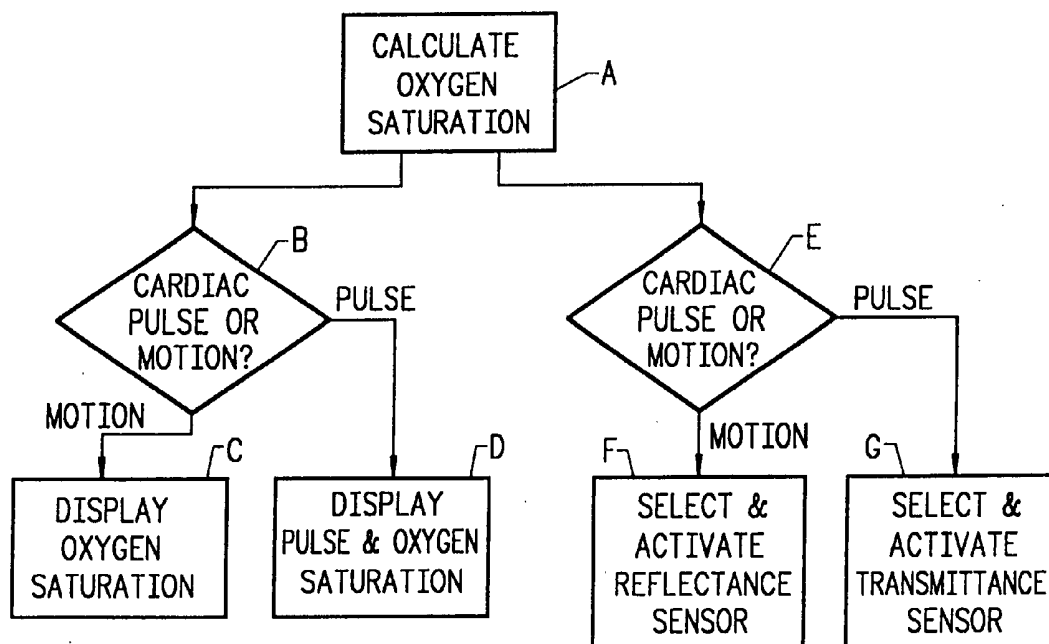 CALCULATE
OXYGEN
SATURATION
A
B
CARDIAC
PULSE OR
MOTION?
PULSE
MOTION
E
CARDIAC
PULSE OR
MOTION?
PULSE
MOTION
C
DISPLAY
OXYGEN
SATURATION
D
DISPLAY
PULSE & OXYGEN
SATURATION
F
SELECT &
ACTIVATE
REFLECTANCE
SENSOR
G
SELECT &
ACTIVATE
TRANSMITTANCE
SENSOR